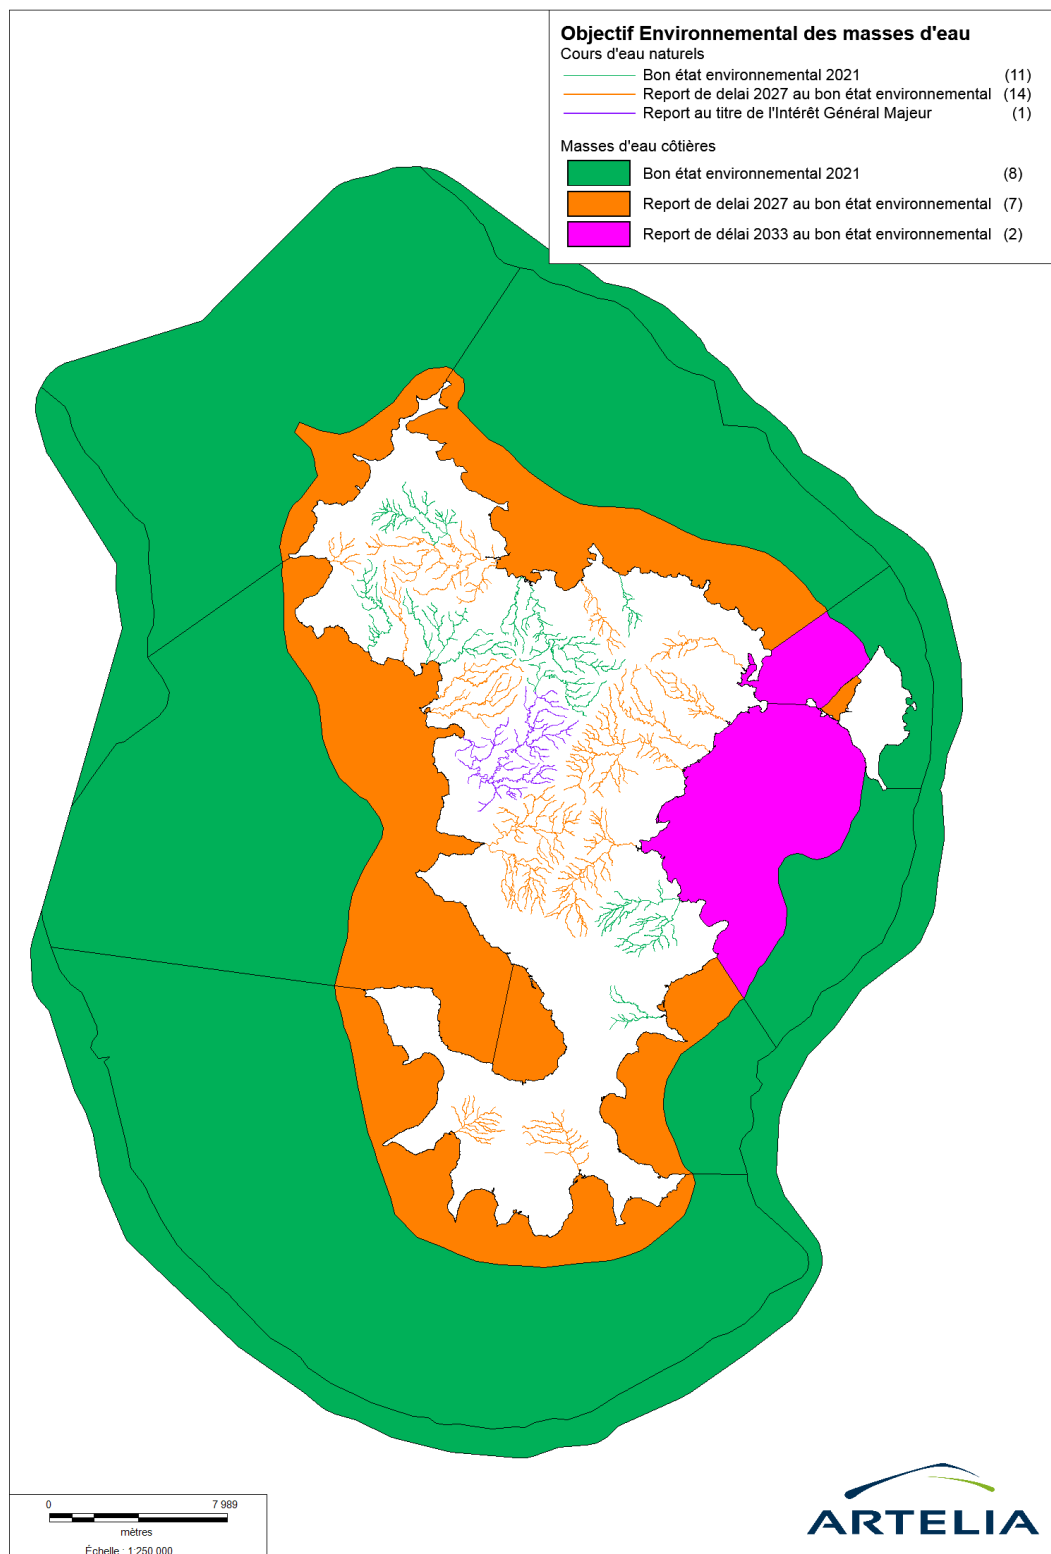 Objectif Environnemental des masses d'eau
Cours d'eau naturels
Bon état environnemental 2021 (11)
Report de delai 2027 au bon état environnemental (14)
Report au titre de l'Intérêt Général Majeur (1)
Masses d'eau côtières
Bon état environnemental 2021 (8)
Report de delai 2027 au bon état environnemental (7)
Report de délai 2033 au bon état environnemental (2)
0 7 989
mètres
Échelle : 1:250 000
ARTELIA